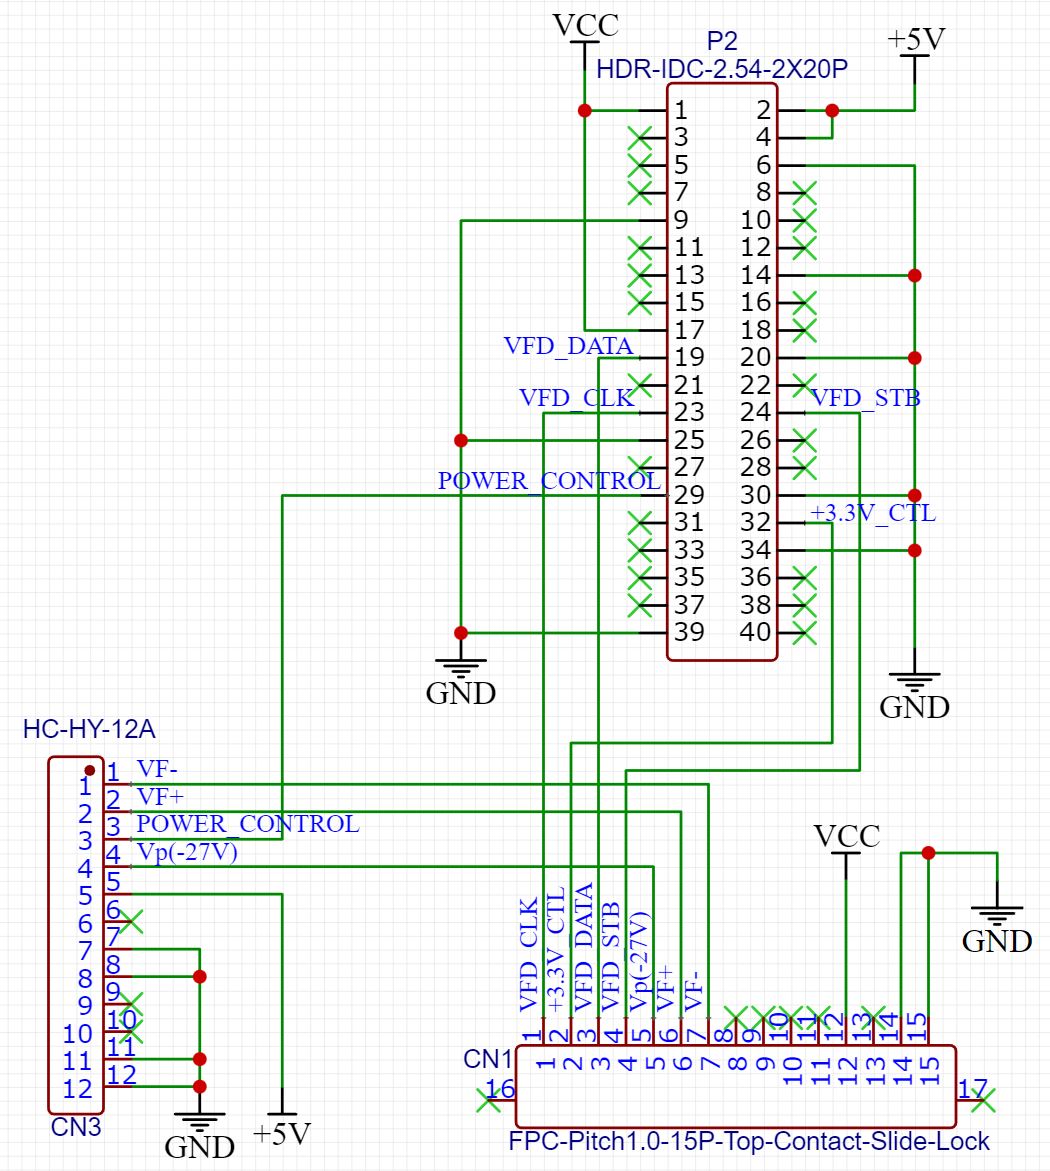 VCC
P2
+5V
HDR-IDC-2.54-2X20P
1 2
3 4
5 6
7 8
9 10
11 12
13 14
15 16
17 18
VFD_DATA
19 20
21 22
VFD_CLK VFD_STB
23 24
25 26
27 28
POWER_CONTROL
29 30
+3.3V_CTL
31 32
33 34
35 36
37 38
39 40
GND
GND
HC-HY-12A
1 1 VF-
2 2 VF+
3 3 POWER_CONTROL
4 4 Vp(-27V)
5 5
6 6
7 7
8 8
9 9
10 10
11 11
12 12
CN3
GND
+5V
VCC
GND
VFD_CLK
+3.3V_CTL
VFD_DATA
VFD_STB
Vp(-27V)
VF+
VF-
1 2 3 4 5 6 7 8 9 10 11 12 13 14 15
CN1
1 2 3 4 5 6 7 8 9 10 11 12 13 14 15
16 17
FPC-Pitch1.0-15P-Top-Contact-Slide-Lock